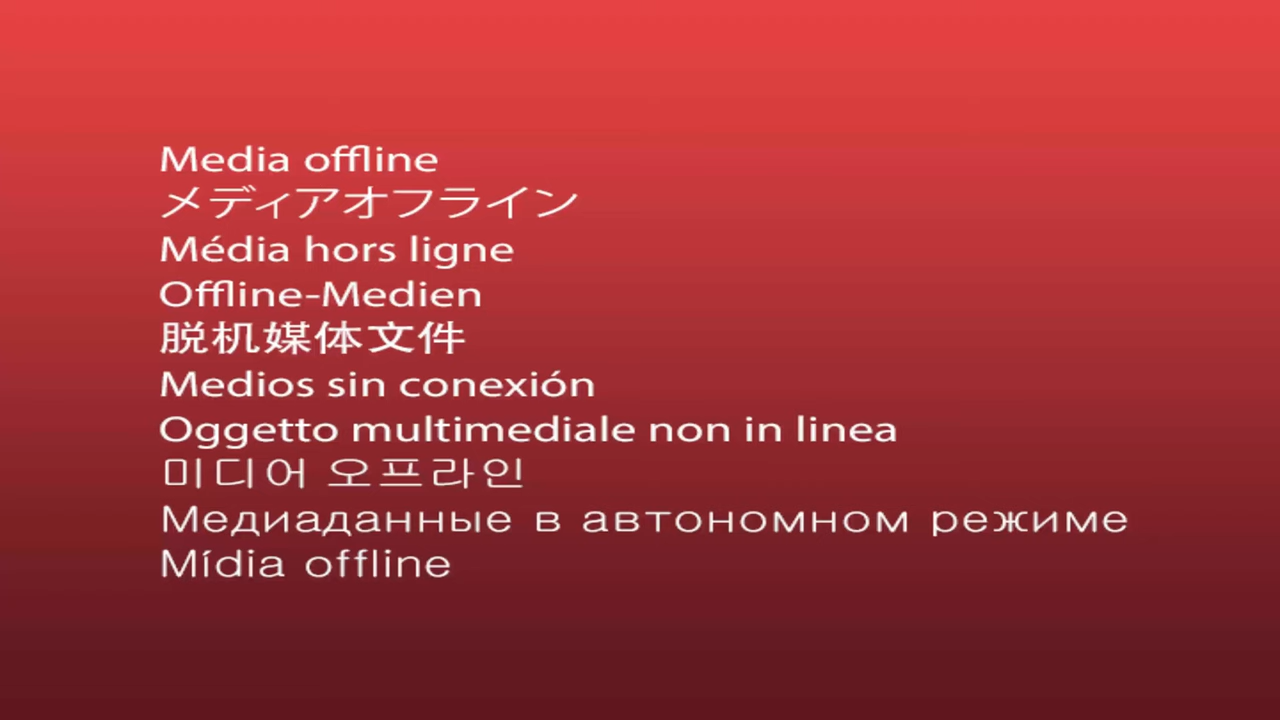 Media offline
メディアオフライン
Média hors ligne
Offline-Medien
脱机媒体文件
Medios sin conexión
Oggetto multimediale non in linea
미디어 오프라인
Медиаданные в автономном режиме
Mídia offline